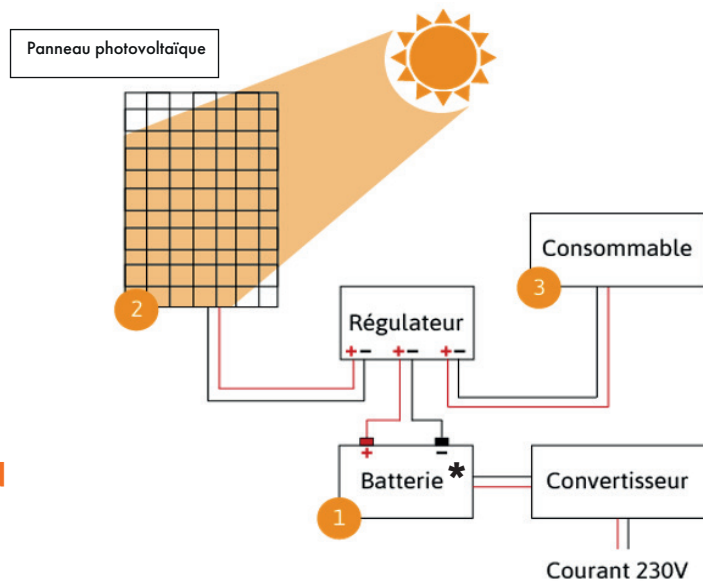 Panneau photovoltaïque
2
Consommable
3
Régulateur
+ - + - + -
+ -
Batterie *
1
Convertisseur
Courant 230V